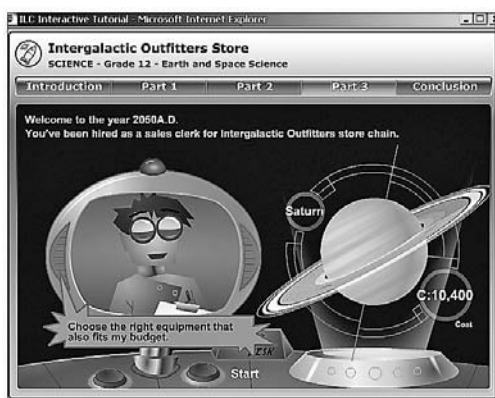 ILC Interactive Tutorial - Microsoft Internet Explorer
Intergalactic Outfitters Store
SCIENCE - Grade 12 - Earth and Space Science
Introduction Part 1 Part 2 Part 3 Conclusion
Welcome to the year 2050A.D.
You've been hired as a sales clerk for Intergalactic Outfitters store chain.
Saturn
C:10,400
Cost
Choose the right equipment that
also fits my budget.
Start